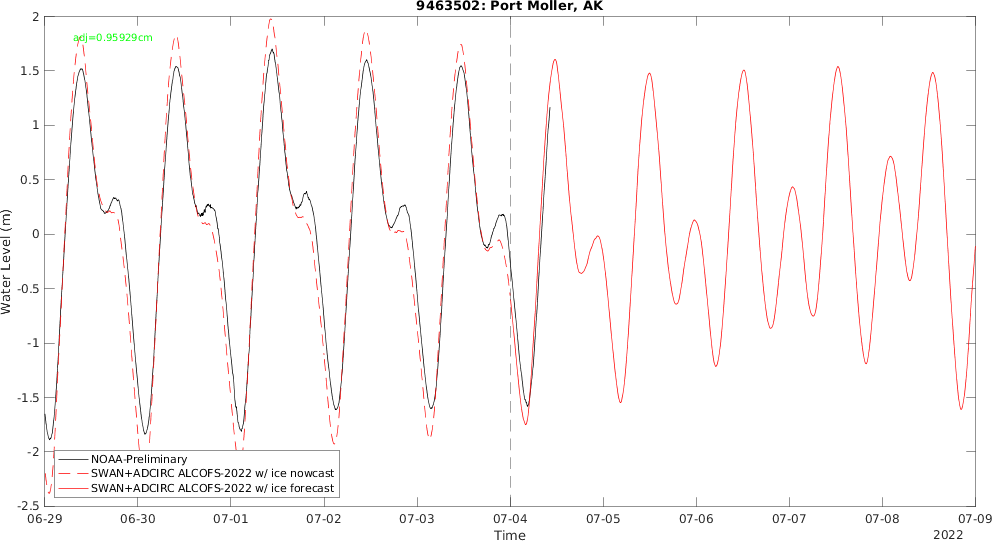 9463502: Port Moller, AK
adj=0.95929cm
Water Level (m)
2
1.5
1
0.5
0
-0.5
-1
-1.5
-2
-2.5
NOAA-Preliminary
SWAN+ADCIRC ALCOFS-2022 w/ ice nowcast
SWAN+ADCIRC ALCOFS-2022 w/ ice forecast
06-29 06-30 07-01 07-02 07-03 07-04 07-05 07-06 07-07 07-08 07-09
Time
2022